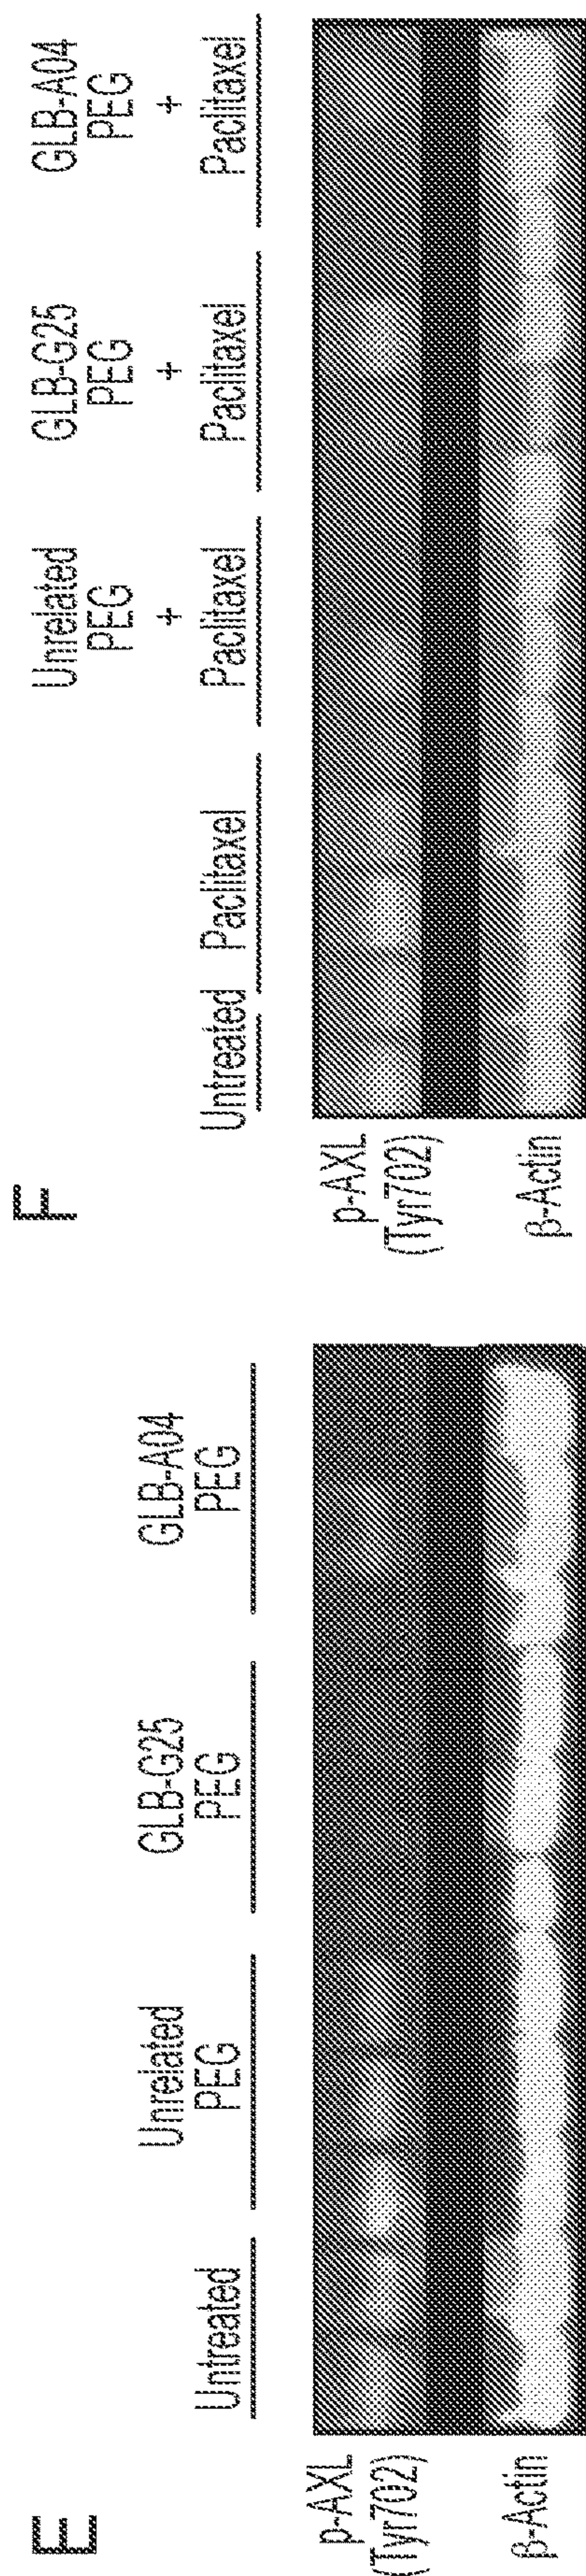 E
Untreated
Unrelated
PEG
GLB-G25
PEG
GLB-A04
PEG
p-AXL
(Tyr702)
β-Actin
F
Untreated
Paclitaxel
Unrelated
PEG
+
Paclitaxel
GLB-G25
PEG
+
Paclitaxel
GLB-A04
PEG
+
Paclitaxel
p-AXL
(Tyr702)
β-Actin